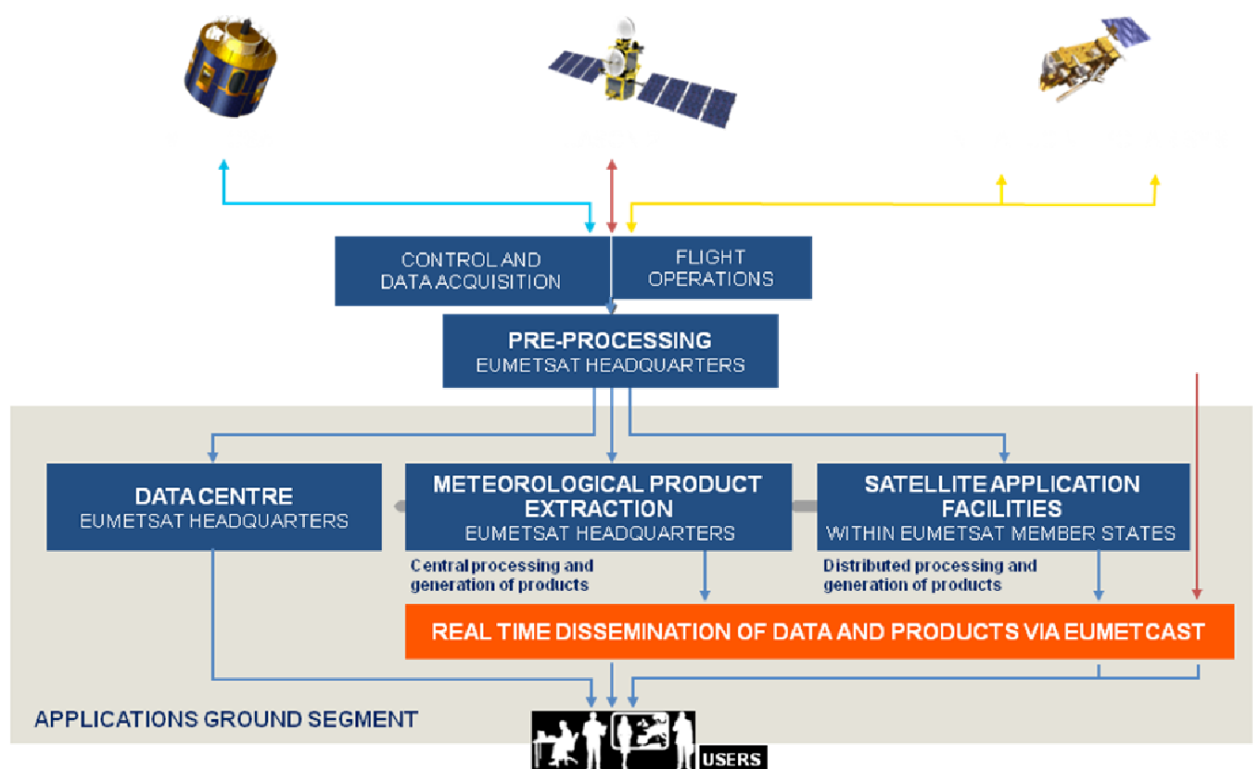 CONTROL AND
DATA ACQUISITION
FLIGHT
OPERATIONS
PRE-PROCESSING
EUMETSAT HEADQUARTERS
DATA CENTRE
EUMETSAT HEADQUARTERS
METEOROLOGICAL PRODUCT
EXTRACTION
EUMETSAT HEADQUARTERS
SATELLITE APPLICATION
FACILITIES
WITHIN EUMETSAT MEMBER STATES
Central processing and
generation of products
Distributed processing and
generation of products
REAL TIME DISSEMINATION OF DATA AND PRODUCTS VIA EUMETCAST
APPLICATIONS GROUND SEGMENT
USERS